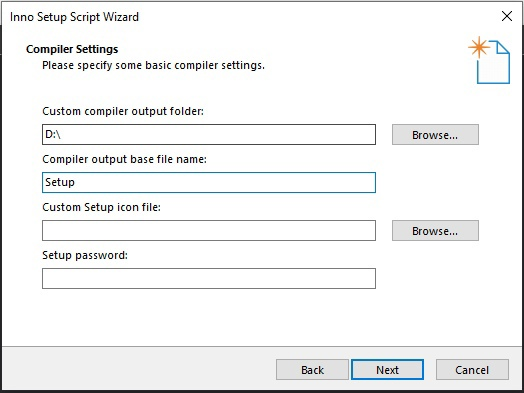 Inno Setup Script Wizard
Compiler Settings
Please specify some basic compiler settings.
Custom compiler output folder:
D:\
Browse...
Compiler output base file name:
Setup
Custom Setup icon file:
Browse...
Setup password:
Back
Next
Cancel